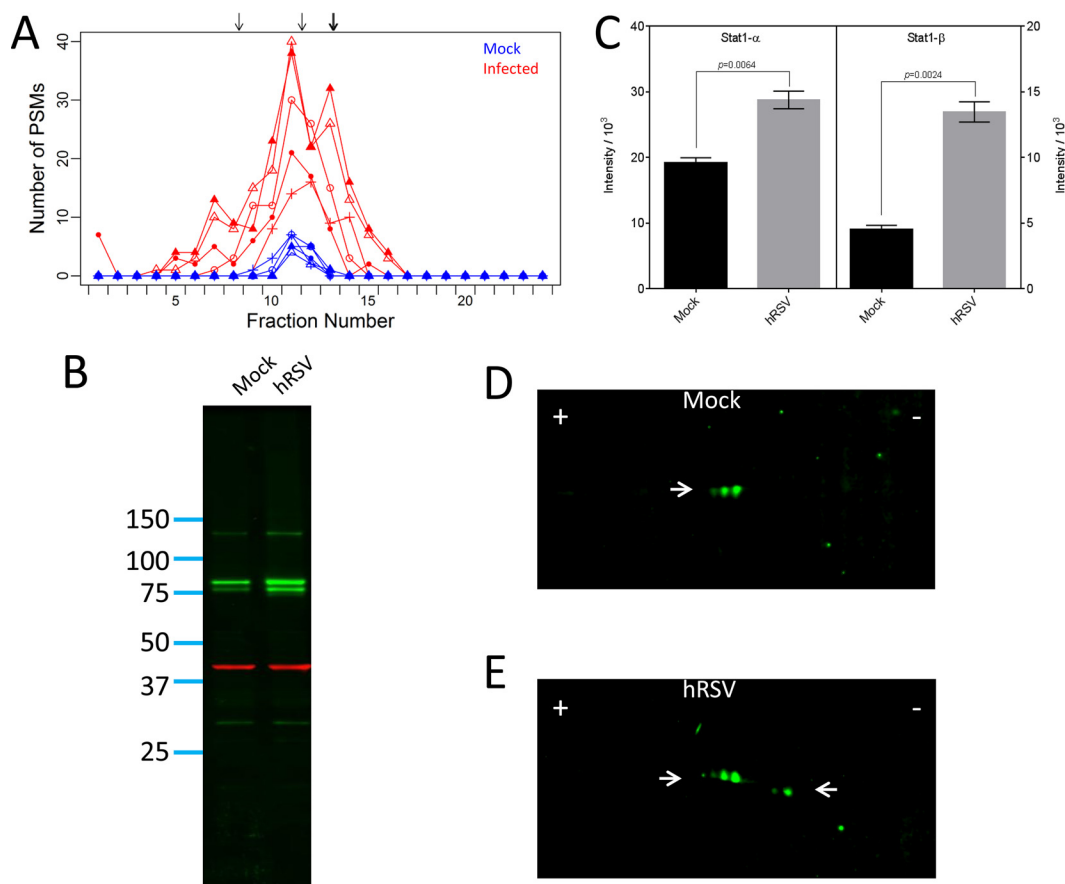 A
Number of PSMs
40
30
20
10
0
5
10
15
20
Fraction Number
Mock
Infected
B
Mock
hRSV
150
100
75
50
37
25
C
Stat1-α
Stat1-β
p=0.0064
p=0.0024
40
30
20
10
0
Intensity / 10³
20
15
10
5
0
Intensity / 10³
Mock
hRSV
Mock
hRSV
D
Mock
+
-
E
hRSV
+
-